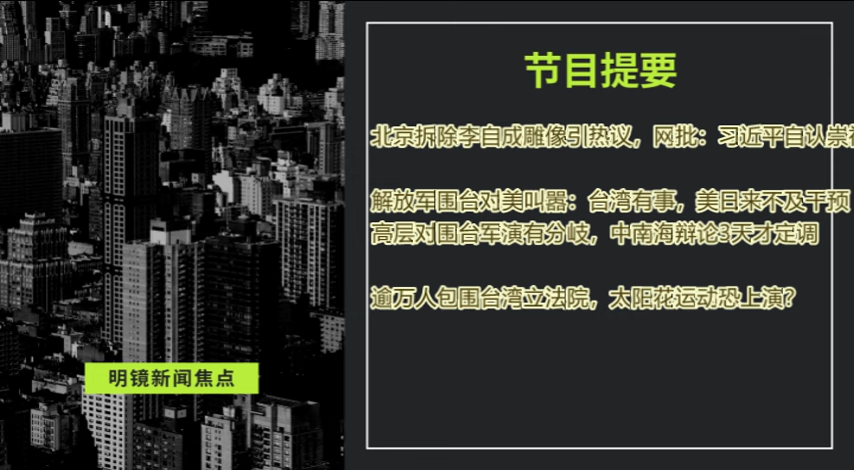 节目提要
北京拆除李自成雕像引热议，网批：习近平自认崇
解放军围台对美叫嚣：台湾有事，美日来不及干预
高层对围台军演有分岐，中南海辩论3天才定调
逾万人包围台湾立法院，太阳花运动恐上演？
明镜新闻焦点